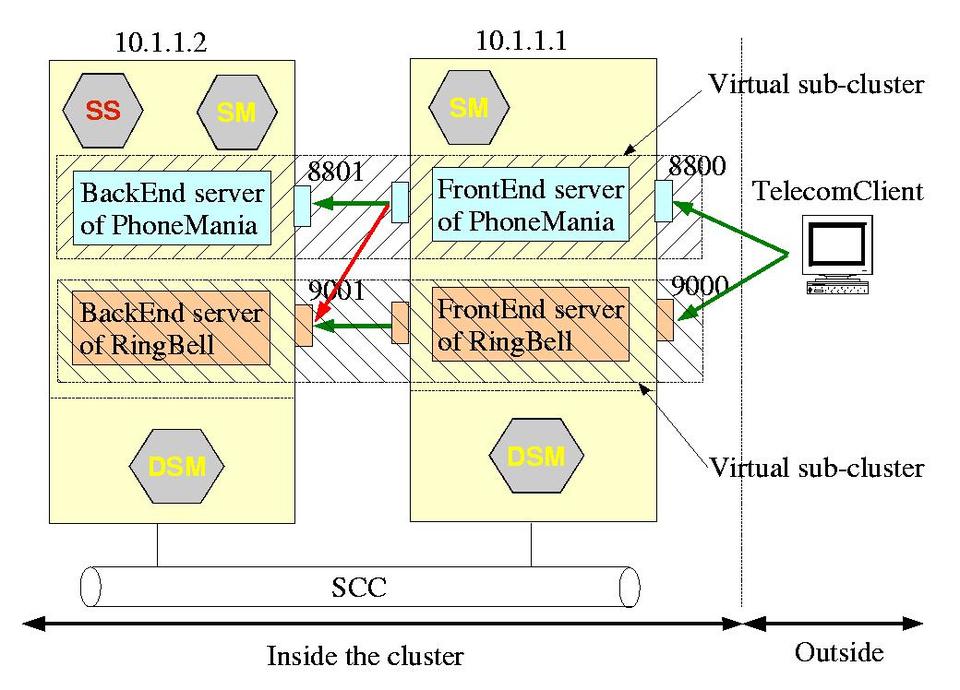 10.1.1.2
10.1.1.1
SS
SM
SM
Virtual sub-cluster
8801
8800
BackEnd server
of PhoneMania
FrontEnd server
of PhoneMania
TelecomClient
9001
9000
BackEnd server
of RingBell
FrontEnd server
of RingBell
DSM
DSM
Virtual sub-cluster
SCC
Inside the cluster
Outside